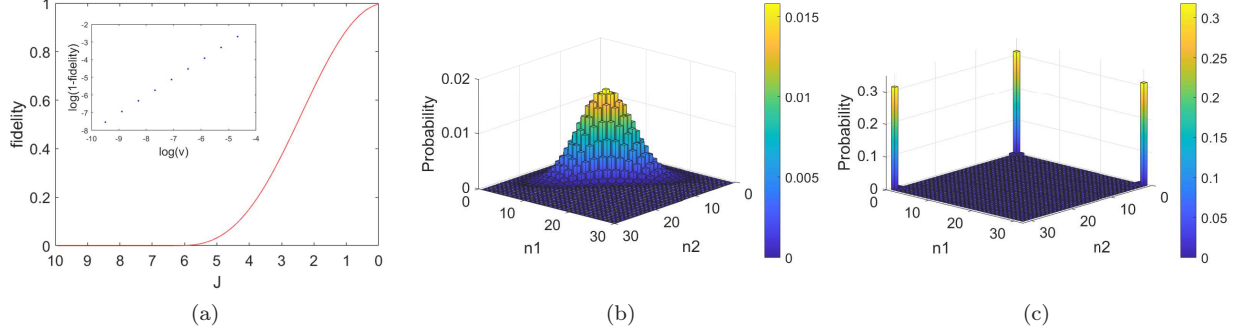 1
0.8
0.6
0.4
0.2
0
fidelity
10 9 8 7 6 5 4 3 2 1 0
J
-2
-3
-4
-5
-6
-7
-8
log(1-fidelity)
-10 -9 -8 -7 -6 -5 -4
log(v)
(a)
0.02
0.01
0
Probability
0 10 20 30
n1
30 20 10 0
n2
0.015
0.01
0.005
0
(b)
0.3
0.2
0.1
0
Probability
0 10 20 30
n1
30 20 10 0
n2
0.3
0.25
0.2
0.15
0.1
0.05
0
(c)